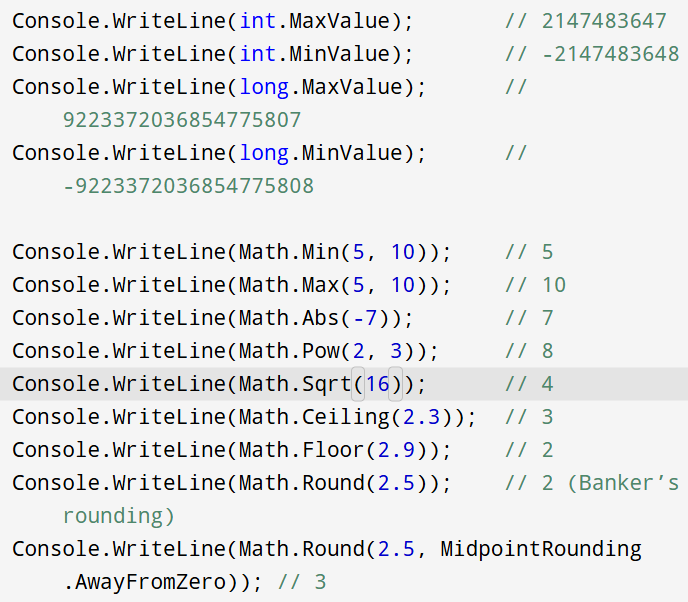 Console.WriteLine(int.MaxValue);       // 2147483647
Console.WriteLine(int.MinValue);       // -2147483648
Console.WriteLine(long.MaxValue);      //
    9223372036854775807
Console.WriteLine(long.MinValue);      //
    -9223372036854775808

Console.WriteLine(Math.Min(5, 10));    // 5
Console.WriteLine(Math.Max(5, 10));    // 10
Console.WriteLine(Math.Abs(-7));       // 7
Console.WriteLine(Math.Pow(2, 3));     // 8
Console.WriteLine(Math.Sqrt(16));      // 4
Console.WriteLine(Math.Ceiling(2.3));  // 3
Console.WriteLine(Math.Floor(2.9));    // 2
Console.WriteLine(Math.Round(2.5));    // 2 (Banker’s
    rounding)
Console.WriteLine(Math.Round(2.5, MidpointRounding
    .AwayFromZero)); // 3